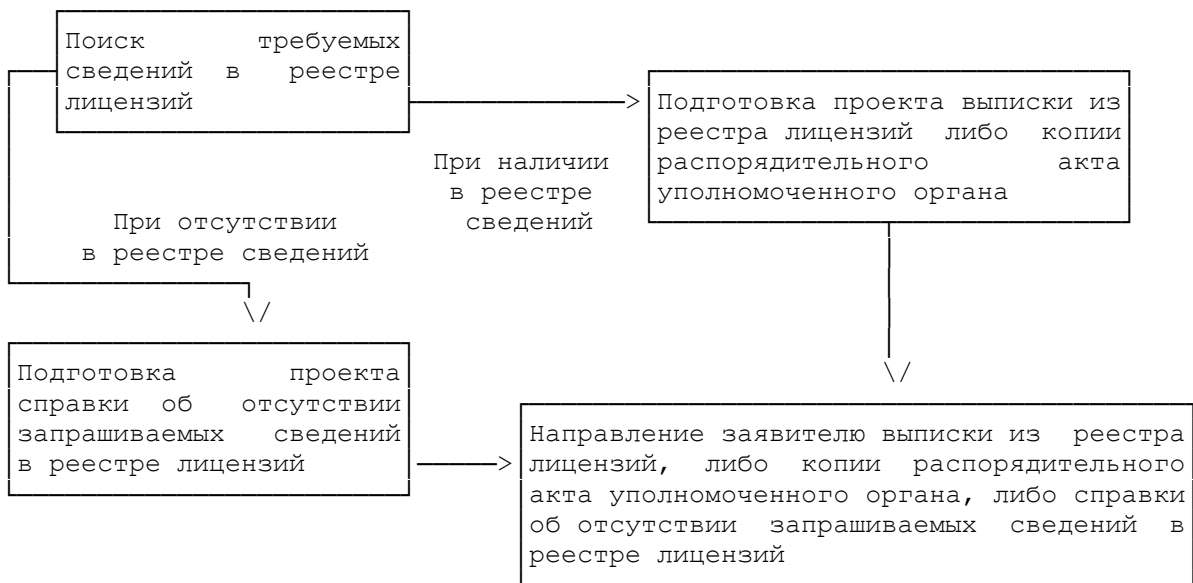 Поиск требуемых
сведений в реестре
лицензий
Подготовка проекта выписки из
реестра лицензий либо копии
распорядительного акта
уполномоченного органа
При наличии
в реестре
сведений
При отсутствии
в реестре сведений
Подготовка проекта
справки об отсутствии
запрашиваемых сведений
в реестре лицензий
Направление заявителю выписки из реестра
лицензий, либо копии распорядительного
акта уполномоченного органа, либо справки
об отсутствии запрашиваемых сведений в
реестре лицензий